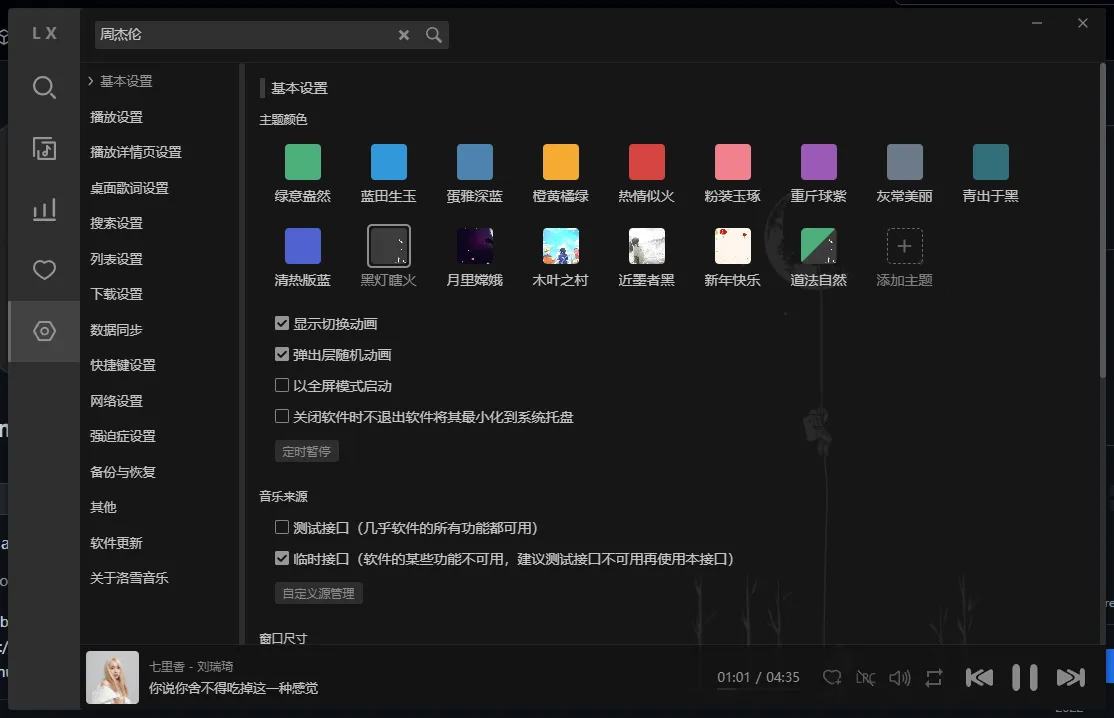 LX
周杰伦
基本设置
播放设置
播放详情页设置
桌面歌词设置
搜索设置
列表设置
下载设置
数据同步
快捷键设置
网络设置
强迫症设置
备份与恢复
其他
软件更新
关于洛雪音乐
基本设置
主题颜色
绿意盎然 蓝田生玉 蛋雅深蓝 橙黄橘绿 热情似火 粉装玉琢 重斤球紫 灰常美丽 青出于黑
清热版蓝 黑灯瞎火 月里嫦娥 木叶之村 近墨者黑 新年快乐 道法自然 添加主题
显示切换动画
弹出层随机动画
以全屏模式启动
关闭软件时不退出软件将其最小化到系统托盘
定时暂停
音乐来源
测试接口（几乎软件的所有功能都可用）
临时接口（软件的某些功能不可用，建议测试接口不可用再使用本接口）
自定义源管理
窗口尺寸
七里香 - 刘瑞琦
你说你舍不得吃掉这一种感觉
01:01 / 04:35
LRC